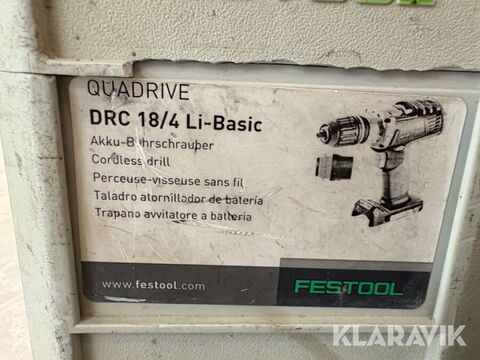 QUADRIVE
DRC 18/4 Li-Basic
Akku-Bohrschrauber
Cordless drill
Perceuse-visseuse sans fil
Taladro atornillador de batería
Trapano avvitatore a batteria
www.festool.com
FESTOOL
KLARAVIK